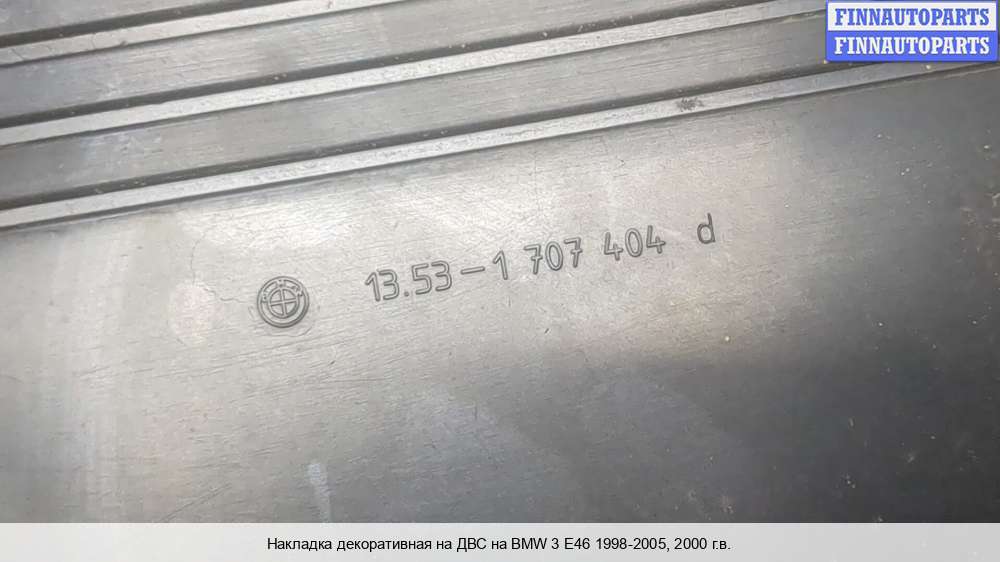 FINNAUTOPARTS
FINNAUTOPARTS
13.53-1 707 404 d
Накладка декоративная на ДВС на BMW 3 E46 1998-2005, 2000 г.в.